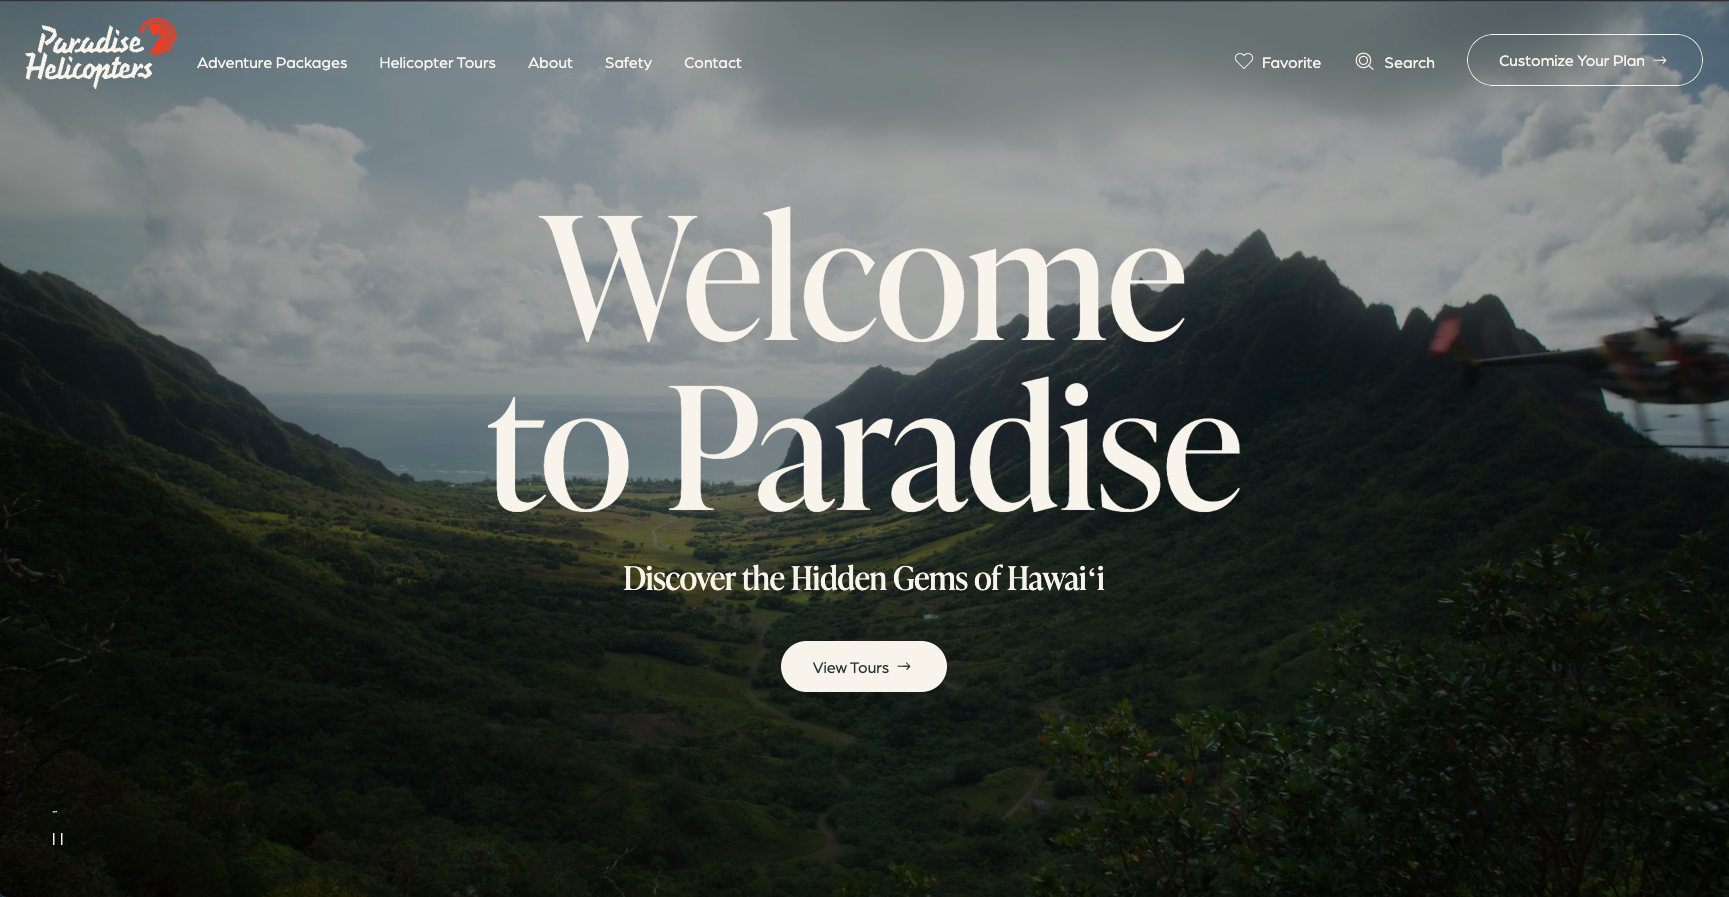 Paradise
Helicopters
Adventure Packages
Helicopter Tours
About
Safety
Contact
Favorite
Search
Customize Your Plan →
Welcome
to Paradise
Discover the Hidden Gems of Hawaiʻi
View Tours →